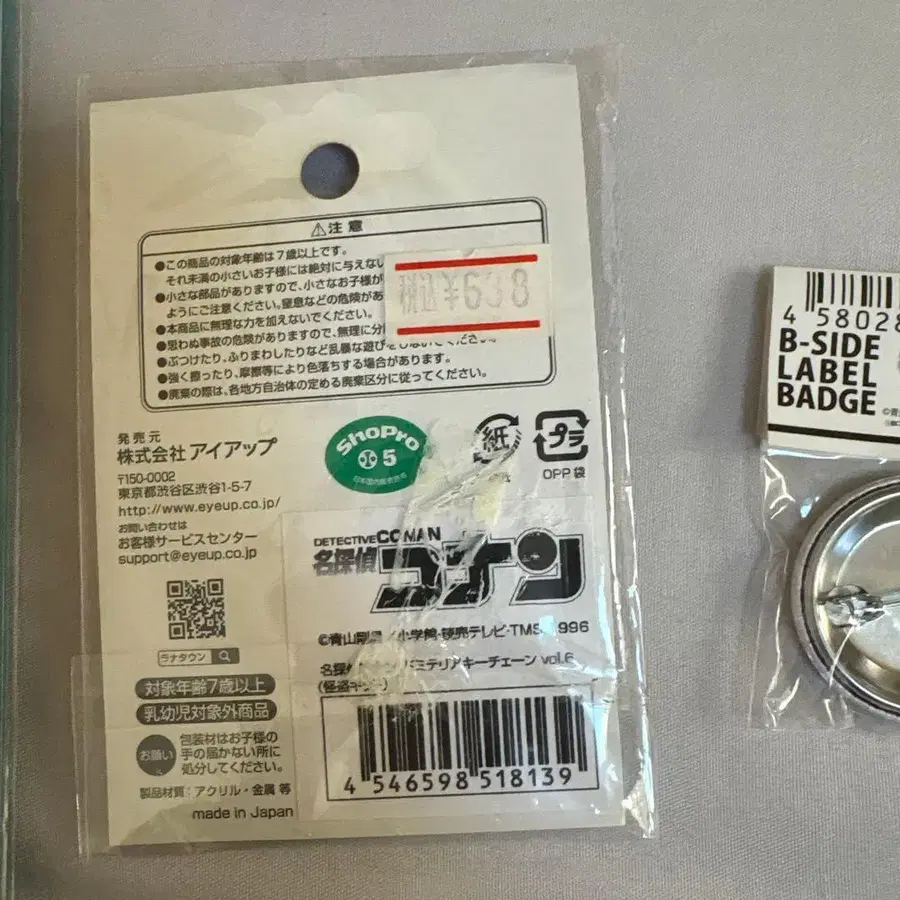 ⚠注意
●この商品の対象年齢は7歳以上です。
それ未満の小さいお子様には絶対に与えない
●小さな部品がありますので、小さなお子様が
ようにご注意ください。窒息などの危険があ
●本商品に無理な力を加えないでください。
●思わぬ事故の危険がありますので、無理に分
●ぶつけたり、ふりまわしたりなど乱暴な遊び
●強く擦ったり、摩擦等により色落ちする場合があります。
●廃棄の際は、各地方自治体の定める廃棄区分に従ってください。
税込¥638
発売元
株式会社 アイアップ
〒150-0002
東京都渋谷区渋谷1-5-7
http://www.eyeup.co.jp/
お問い合わせは
お客様サービスセンター
support@eyeup.co.jp
ShoPro
5
紙
プラ
OPP袋
DETECTIVE CONAN
名探偵コナン
©青山剛昌/小学館・読売テレビ・TMS 1996
キーチェーン vol.6
ラナタウン
対象年齢7歳以上
乳幼児対象外商品
お願い
包装材はお子様の
手の届かない所に
処分してください。
製品材質:アクリル・金属 等
made in Japan
4 546598 518139
4 58028
B-SIDE
LABEL
BADGE